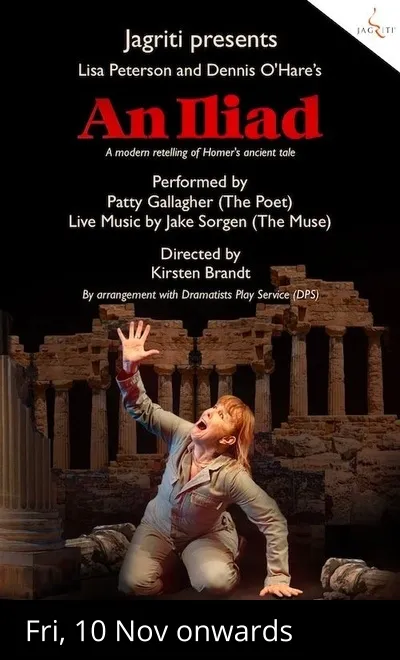 JAGRITI
Jagriti presents
Lisa Peterson and Dennis O'Hare's
An Iliad
A modern retelling of Homer's ancient tale
Performed by
Patty Gallagher (The Poet)
Live Music by Jake Sorgen (The Muse)
Directed by
Kirsten Brandt
By arrangement with Dramatists Play Service (DPS)
Fri, 10 Nov onwards